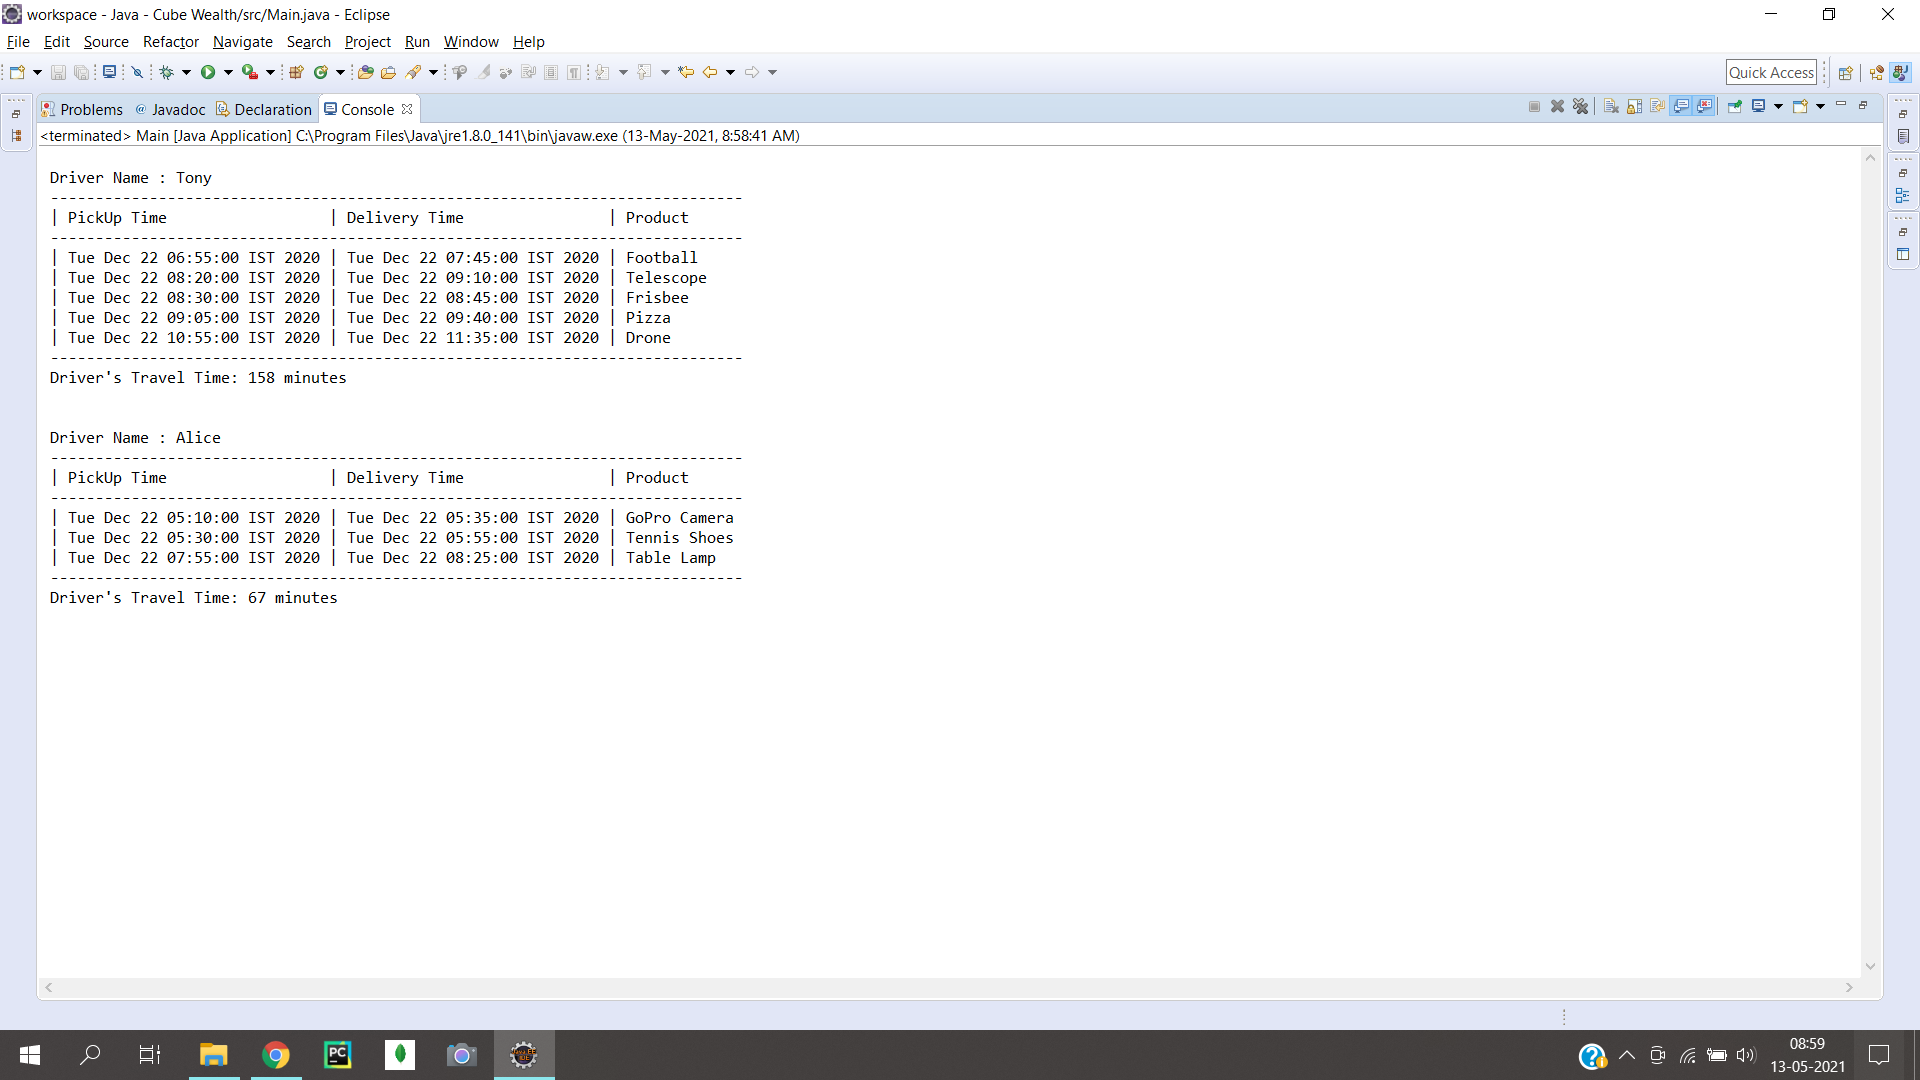 workspace - Java - Cube Wealth/src/Main.java - Eclipse
File Edit Source Refactor Navigate Search Project Run Window Help
Quick Access
Problems @ Javadoc Declaration Console
<terminated> Main [Java Application] C:\Program Files\Java\jre1.8.0_141\bin\javaw.exe (13-May-2021, 8:58:41 AM)
Driver Name : Tony
-----------------------------------------------------------------------------
| PickUp Time                  | Delivery Time                | Product
-----------------------------------------------------------------------------
| Tue Dec 22 06:55:00 IST 2020 | Tue Dec 22 07:45:00 IST 2020 | Football
| Tue Dec 22 08:20:00 IST 2020 | Tue Dec 22 09:10:00 IST 2020 | Telescope
| Tue Dec 22 08:30:00 IST 2020 | Tue Dec 22 08:45:00 IST 2020 | Frisbee
| Tue Dec 22 09:05:00 IST 2020 | Tue Dec 22 09:40:00 IST 2020 | Pizza
| Tue Dec 22 10:55:00 IST 2020 | Tue Dec 22 11:35:00 IST 2020 | Drone
-----------------------------------------------------------------------------
Driver's Travel Time: 158 minutes
Driver Name : Alice
-----------------------------------------------------------------------------
| PickUp Time                  | Delivery Time                | Product
-----------------------------------------------------------------------------
| Tue Dec 22 05:10:00 IST 2020 | Tue Dec 22 05:35:00 IST 2020 | GoPro Camera
| Tue Dec 22 05:30:00 IST 2020 | Tue Dec 22 05:55:00 IST 2020 | Tennis Shoes
| Tue Dec 22 07:55:00 IST 2020 | Tue Dec 22 08:25:00 IST 2020 | Table Lamp
-----------------------------------------------------------------------------
Driver's Travel Time: 67 minutes
PC
08:59
13-05-2021